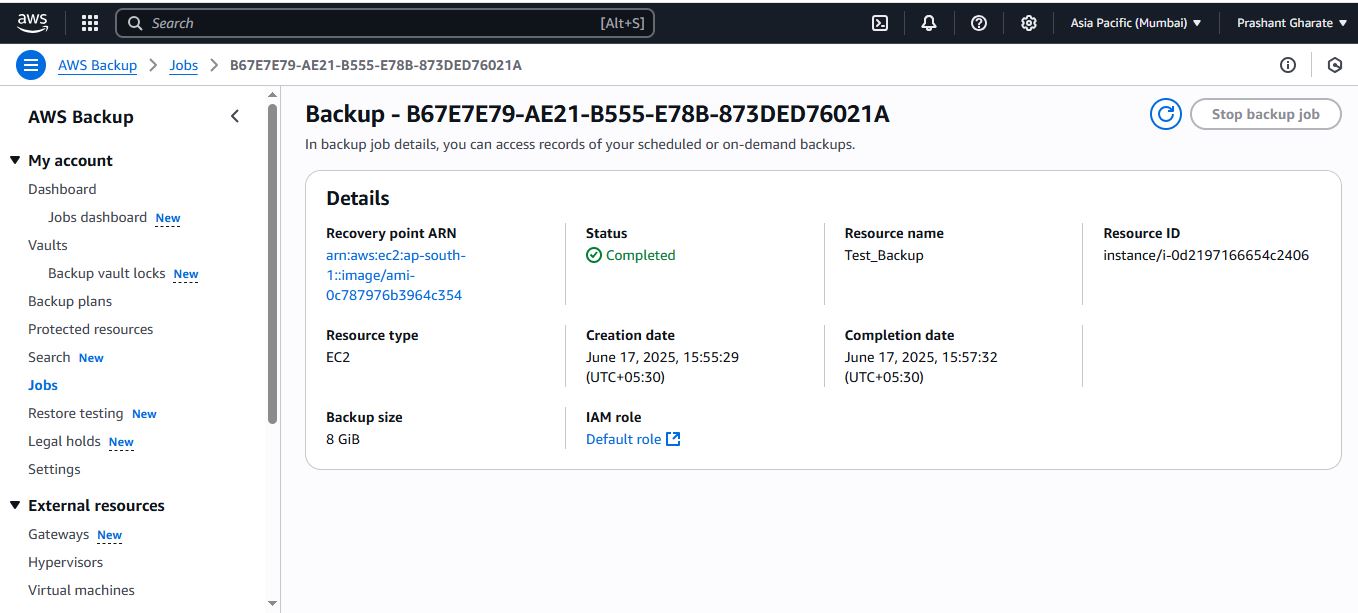 aws
Search [Alt+S]
Asia Pacific (Mumbai)
Prashant Gharate
AWS Backup
Jobs
B67E7E79-AE21-B555-E78B-873DED76021A
AWS Backup
My account
Dashboard
Jobs dashboard New
Vaults
Backup vault locks New
Backup plans
Protected resources
Search New
Jobs
Restore testing New
Legal holds New
Settings
External resources
Gateways New
Hypervisors
Virtual machines
Backup - B67E7E79-AE21-B555-E78B-873DED76021A
Stop backup job
In backup job details, you can access records of your scheduled or on-demand backups.
Details
Recovery point ARN
arn:aws:ec2:ap-south-
1::image/ami-
0c787976b3964c354
Status
Completed
Resource name
Test_Backup
Resource ID
instance/i-0d2197166654c2406
Resource type
EC2
Creation date
June 17, 2025, 15:55:29
(UTC+05:30)
Completion date
June 17, 2025, 15:57:32
(UTC+05:30)
Backup size
8 GiB
IAM role
Default role